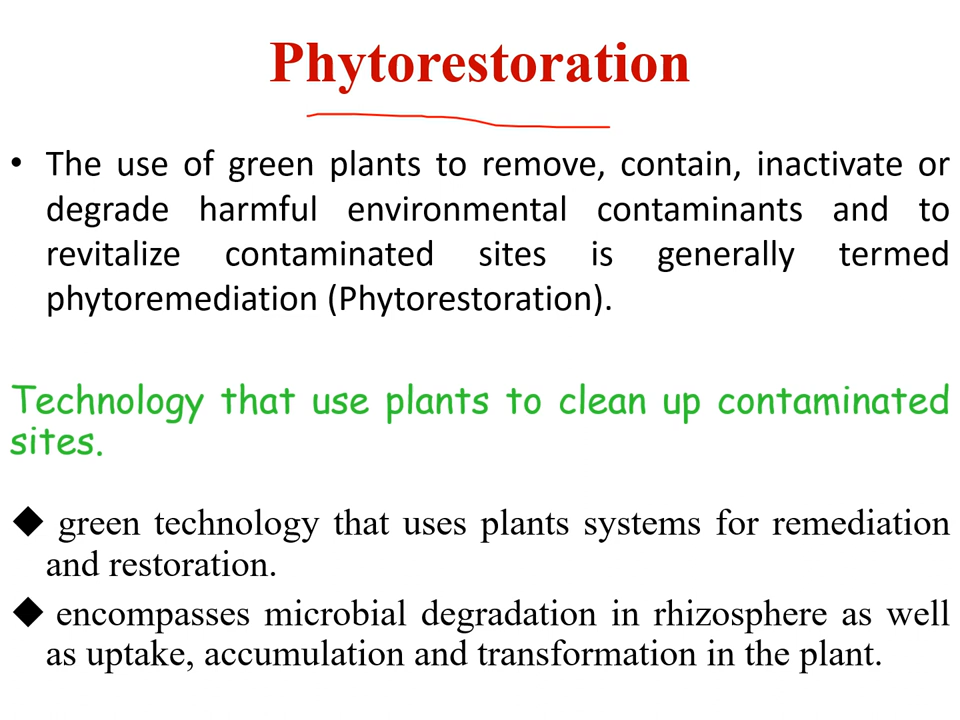 Phytorestoration
• The use of green plants to remove, contain, inactivate or
degrade harmful environmental contaminants and to
revitalize contaminated sites is generally termed
phytoremediation (Phytorestoration).
Technology that use plants to clean up contaminated
sites.
◆ green technology that uses plants systems for remediation
and restoration.
◆ encompasses microbial degradation in rhizosphere as well
as uptake, accumulation and transformation in the plant.